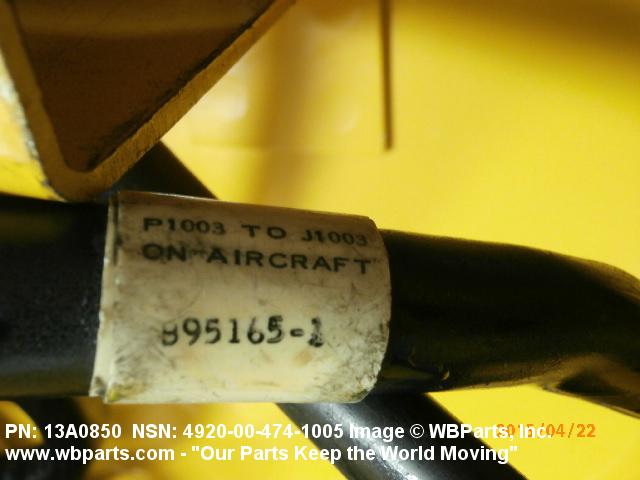 P1003 TO J1003
ON-AIRCRAFT
895165-1
PN: 13A0850 NSN: 4920-00-474-1005 Image © WBParts, Inc.
www.wbparts.com - "Our Parts Keep the World Moving"